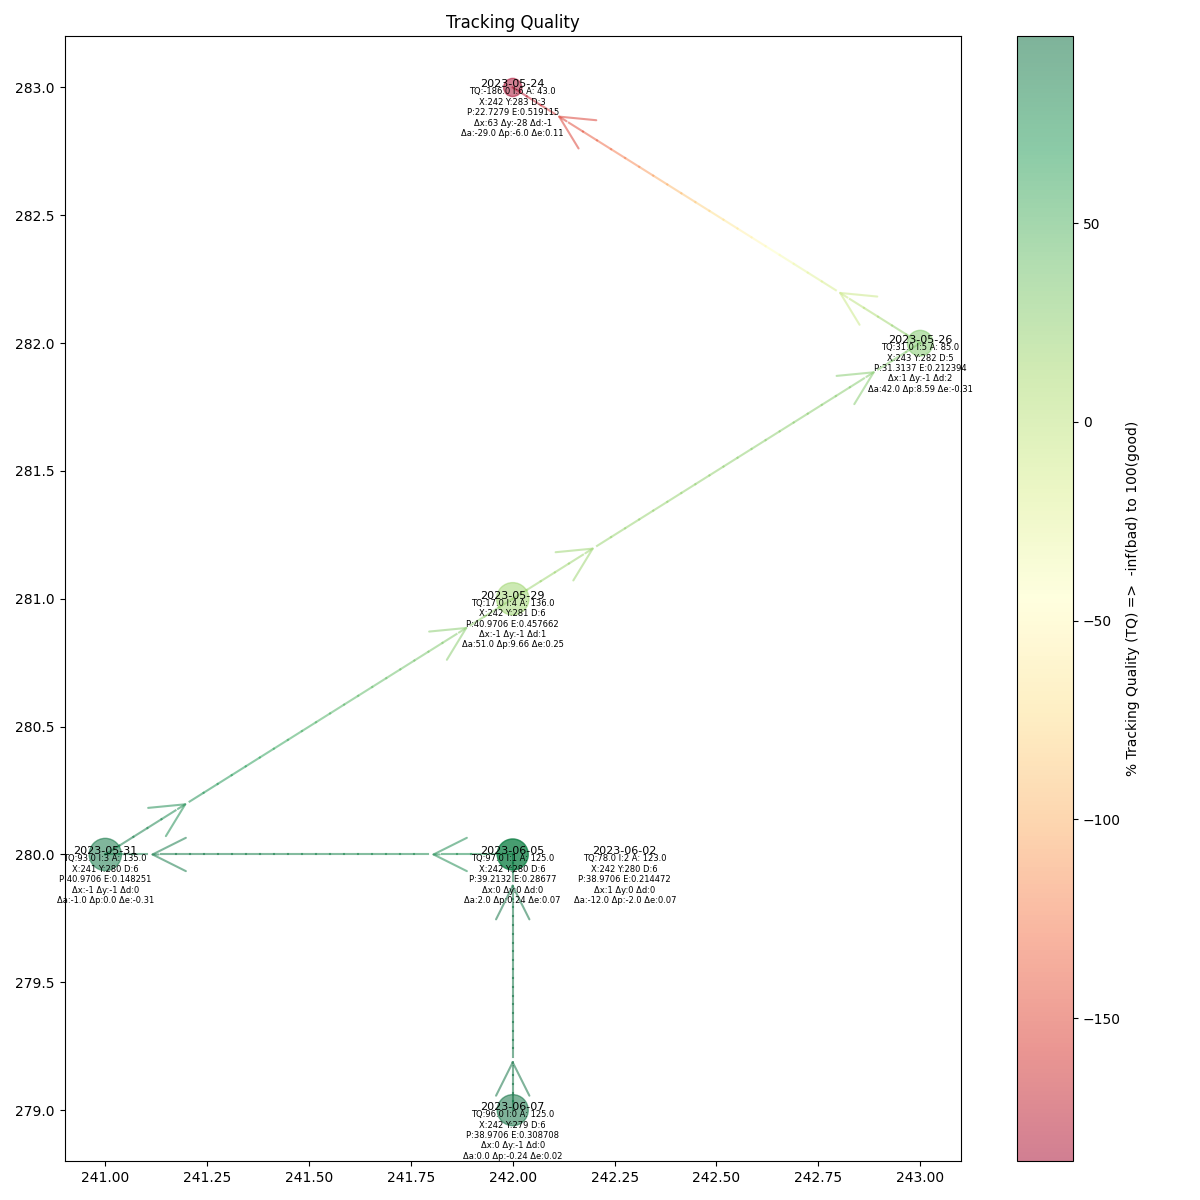 Tracking Quality
283.0
282.5
282.0
281.5
281.0
280.5
280.0
279.5
279.0
2023-05-24
TQ:-186.0 I:6 A: 43.0
X:242 Y:283 D:3
P:22.7279 E:0.519115
Δx:63 Δy:-28 Δd:-1
Δa:-29.0 Δp:-6.0 Δe:0.11
2023-05-26
TQ:31.0 I:5 A: 85.0
X:243 Y:282 D:5
P:31.3137 E:0.212394
Δx:1 Δy:-1 Δd:2
Δa:42.0 Δp:8.59 Δe:-0.31
2023-05-29
TQ:17.0 I:4 A: 136.0
X:242 Y:281 D:6
P:40.9706 E:0.457662
Δx:-1 Δy:-1 Δd:1
Δa:51.0 Δp:9.66 Δe:0.25
2023-05-31
TQ:93.0 I:3 A: 135.0
X:241 Y:280 D:6
P:40.9706 E:0.148251
Δx:-1 Δy:-1 Δd:0
Δa:-1.0 Δp:0.0 Δe:-0.31
2023-06-05
TQ:97.0 I:1 A: 125.0
X:242 Y:280 D:6
P:39.2132 E:0.28677
Δx:0 Δy:0 Δd:0
Δa:2.0 Δp:0.24 Δe:0.07
2023-06-02
TQ:78.0 I:2 A: 123.0
X:242 Y:280 D:6
P:38.9706 E:0.214472
Δx:1 Δy:0 Δd:0
Δa:-12.0 Δp:-2.0 Δe:0.07
2023-06-07
TQ:96.0 I:0 A: 125.0
X:242 Y:279 D:6
P:38.9706 E:0.308708
Δx:0 Δy:-1 Δd:0
Δa:0.0 Δp:-0.24 Δe:0.02
241.00 241.25 241.50 241.75 242.00 242.25 242.50 242.75 243.00
50
0
−50
−100
−150
% Tracking Quality (TQ) => -inf(bad) to 100(good)